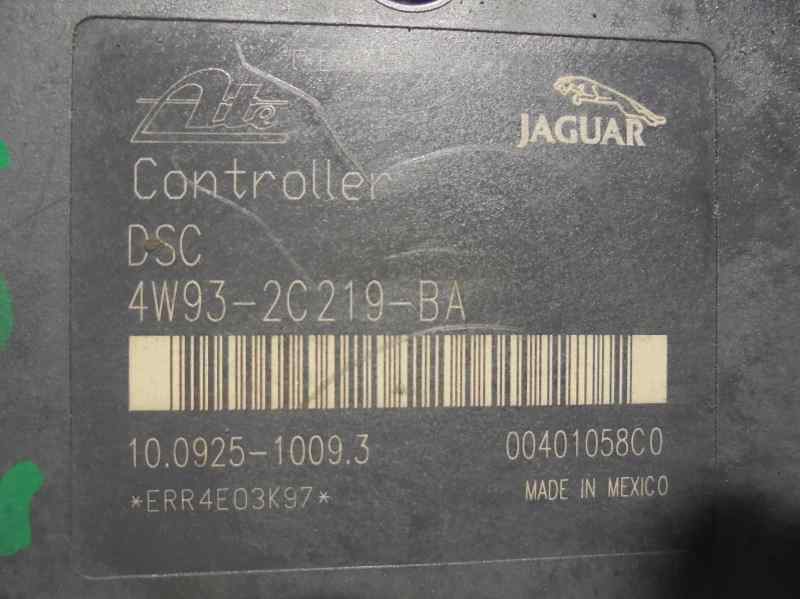 Ate
JAGUAR
Controller
DSC
4W93-2C219-BA
10.0925-1009.3
00401058C0
*ERR4E03K97*
MADE IN MEXICO